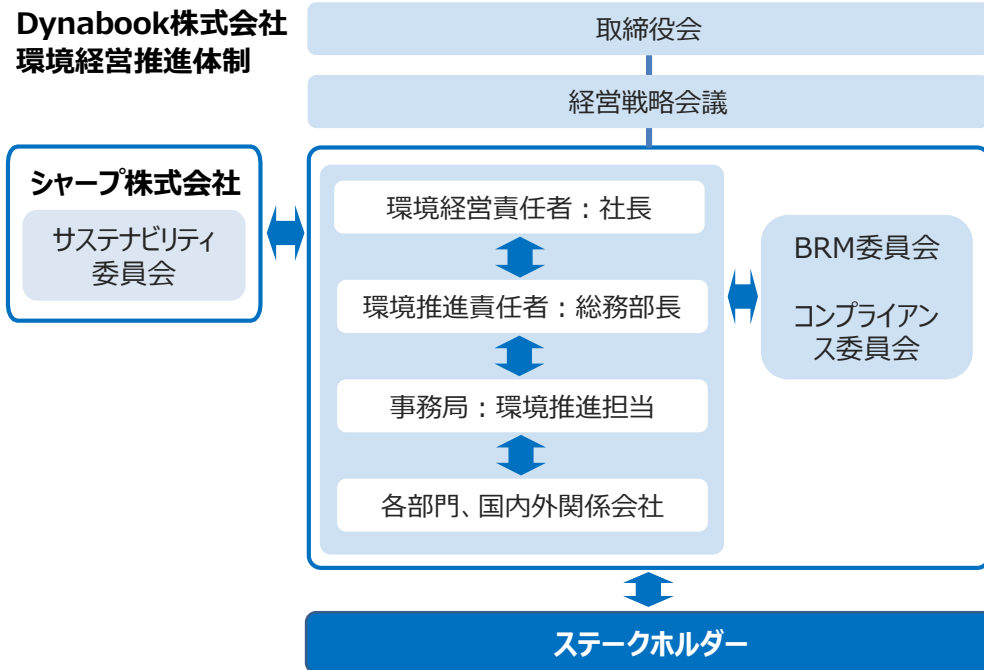 Dynabook株式会社
環境経営推進体制
取締役会
経営戦略会議
シャープ株式会社
サステナビリティ
委員会
環境経営責任者：社長
環境推進責任者：総務部長
事務局：環境推進担当
各部門、国内外関係会社
BRM委員会
コンプライアン
ス委員会
ステークホルダー